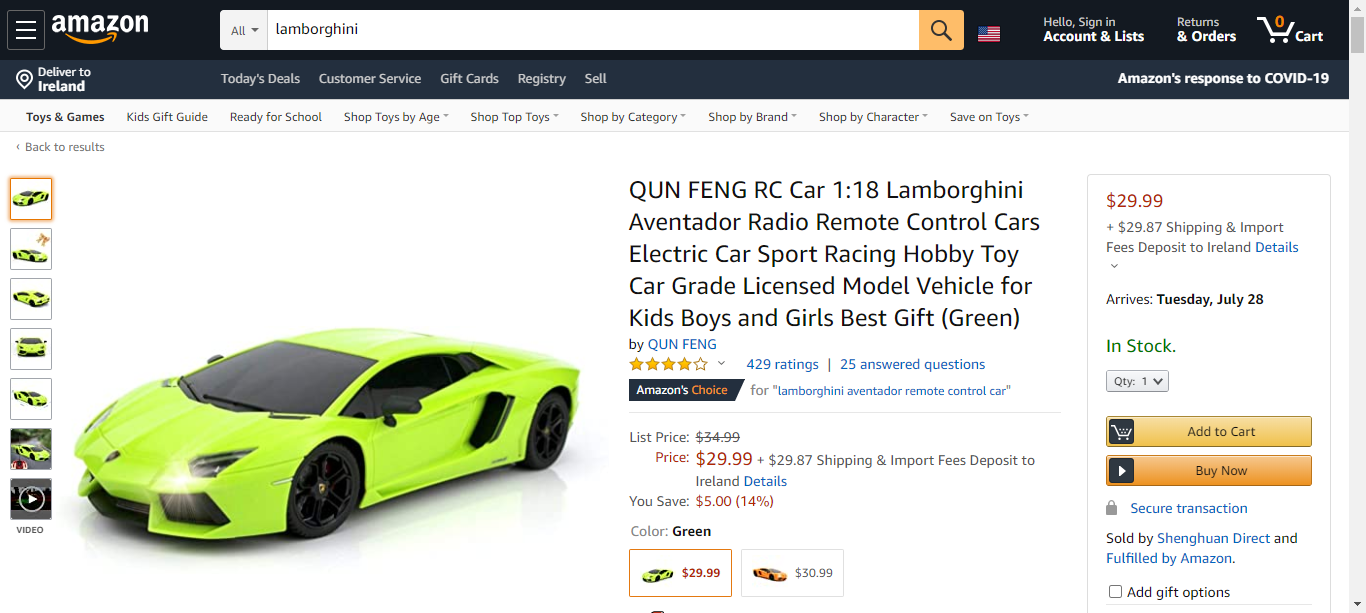 amazon
All
lamborghini
Hello, Sign in
Account & Lists
Returns
& Orders
0
Cart
Deliver to
Ireland
Today's Deals
Customer Service
Gift Cards
Registry
Sell
Amazon's response to COVID-19
Toys & Games
Kids Gift Guide
Ready for School
Shop Toys by Age
Shop Top Toys
Shop by Category
Shop by Brand
Shop by Character
Save on Toys
‹ Back to results
VIDEO
QUN FENG RC Car 1:18 Lamborghini
Aventador Radio Remote Control Cars
Electric Car Sport Racing Hobby Toy
Car Grade Licensed Model Vehicle for
Kids Boys and Girls Best Gift (Green)
by QUN FENG
429 ratings | 25 answered questions
Amazon's Choice for "lamborghini aventador remote control car"
List Price: $34.99
Price: $29.99 + $29.87 Shipping & Import Fees Deposit to
Ireland Details
You Save: $5.00 (14%)
Color: Green
$29.99
$30.99
$29.99
+ $29.87 Shipping & Import
Fees Deposit to Ireland Details
Arrives: Tuesday, July 28
In Stock.
Qty: 1
Add to Cart
Buy Now
Secure transaction
Sold by Shenghuan Direct and
Fulfilled by Amazon.
Add gift options